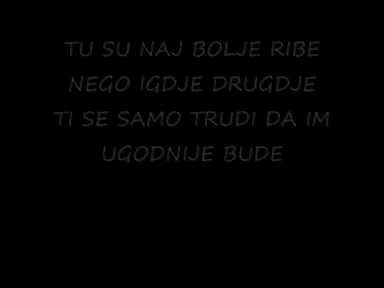 TU SU NAJ BOLJE RIBE
NEGO IGDJE DRUGDJE
TI SE SAMO TRUDI DA IM
UGODNIJE BUDE